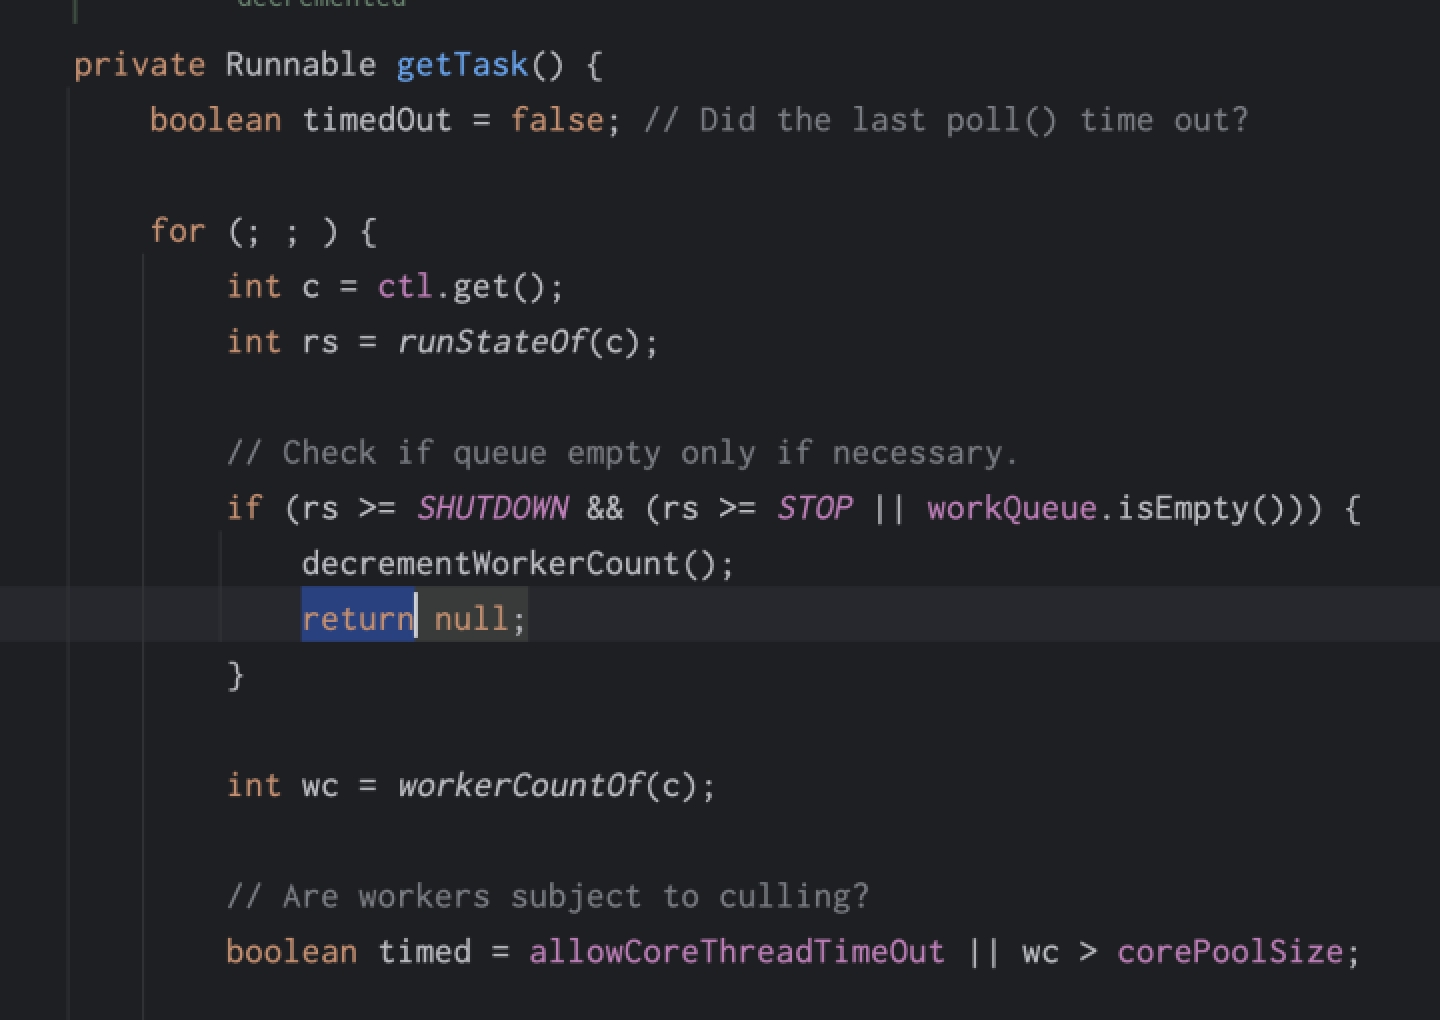 decremented
private Runnable getTask() {
boolean timedOut = false; // Did the last poll() time out?
for (; ; ) {
int c = ctl.get();
int rs = runStateOf(c);
// Check if queue empty only if necessary.
if (rs >= SHUTDOWN && (rs >= STOP || workQueue.isEmpty())) {
decrementWorkerCount();
return null;
}
int wc = workerCountOf(c);
// Are workers subject to culling?
boolean timed = allowCoreThreadTimeOut || wc > corePoolSize;